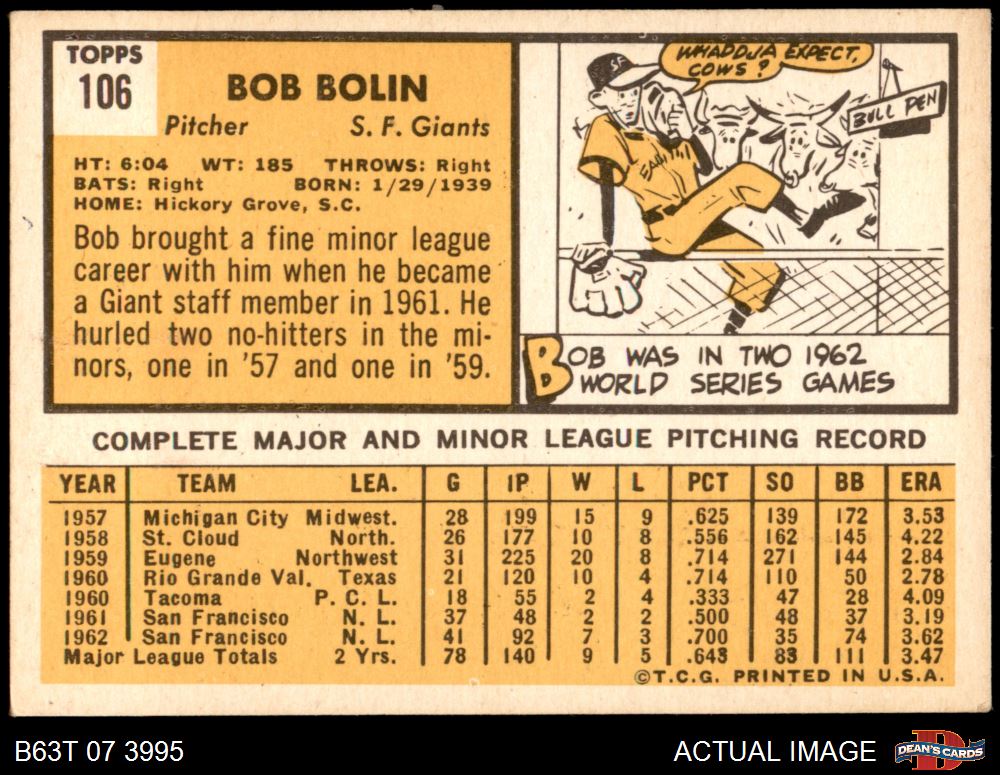 TOPPS
106
BOB BOLIN
Pitcher S. F. Giants
HT: 6:04 WT: 185 THROWS: Right
BATS: Right BORN: 1/29/1939
HOME: Hickory Grove, S.C.
Bob brought a fine minor league
career with him when he became
a Giant staff member in 1961. He
hurled two no-hitters in the mi-
nors, one in '57 and one in '59.
WHADDJA EXPECT,
COWS?
SF
BULL PEN
BOB WAS IN TWO 1962
WORLD SERIES GAMES
COMPLETE MAJOR AND MINOR LEAGUE PITCHING RECORD
YEAR TEAM LEA. G IP W L PCT SO BB ERA
1957 Michigan City Midwest. 28 199 15 9 .625 139 172 3.53
1958 St. Cloud North. 26 177 10 8 .556 162 145 4.22
1959 Eugene Northwest 31 225 20 8 .714 271 144 2.84
1960 Rio Grande Val. Texas 21 120 10 4 .714 110 50 2.78
1960 Tacoma P. C. L. 18 55 2 4 .333 47 28 4.09
1961 San Francisco N. L. 37 48 2 2 .500 48 37 3.19
1962 San Francisco N. L. 41 92 7 3 .700 35 74 3.62
Major League Totals 2 Yrs. 78 140 9 5 .643 83 111 3.47
©T.C.G. PRINTED IN U.S.A.
B63T 07 3995 ACTUAL IMAGE
DEAN'S CARDS